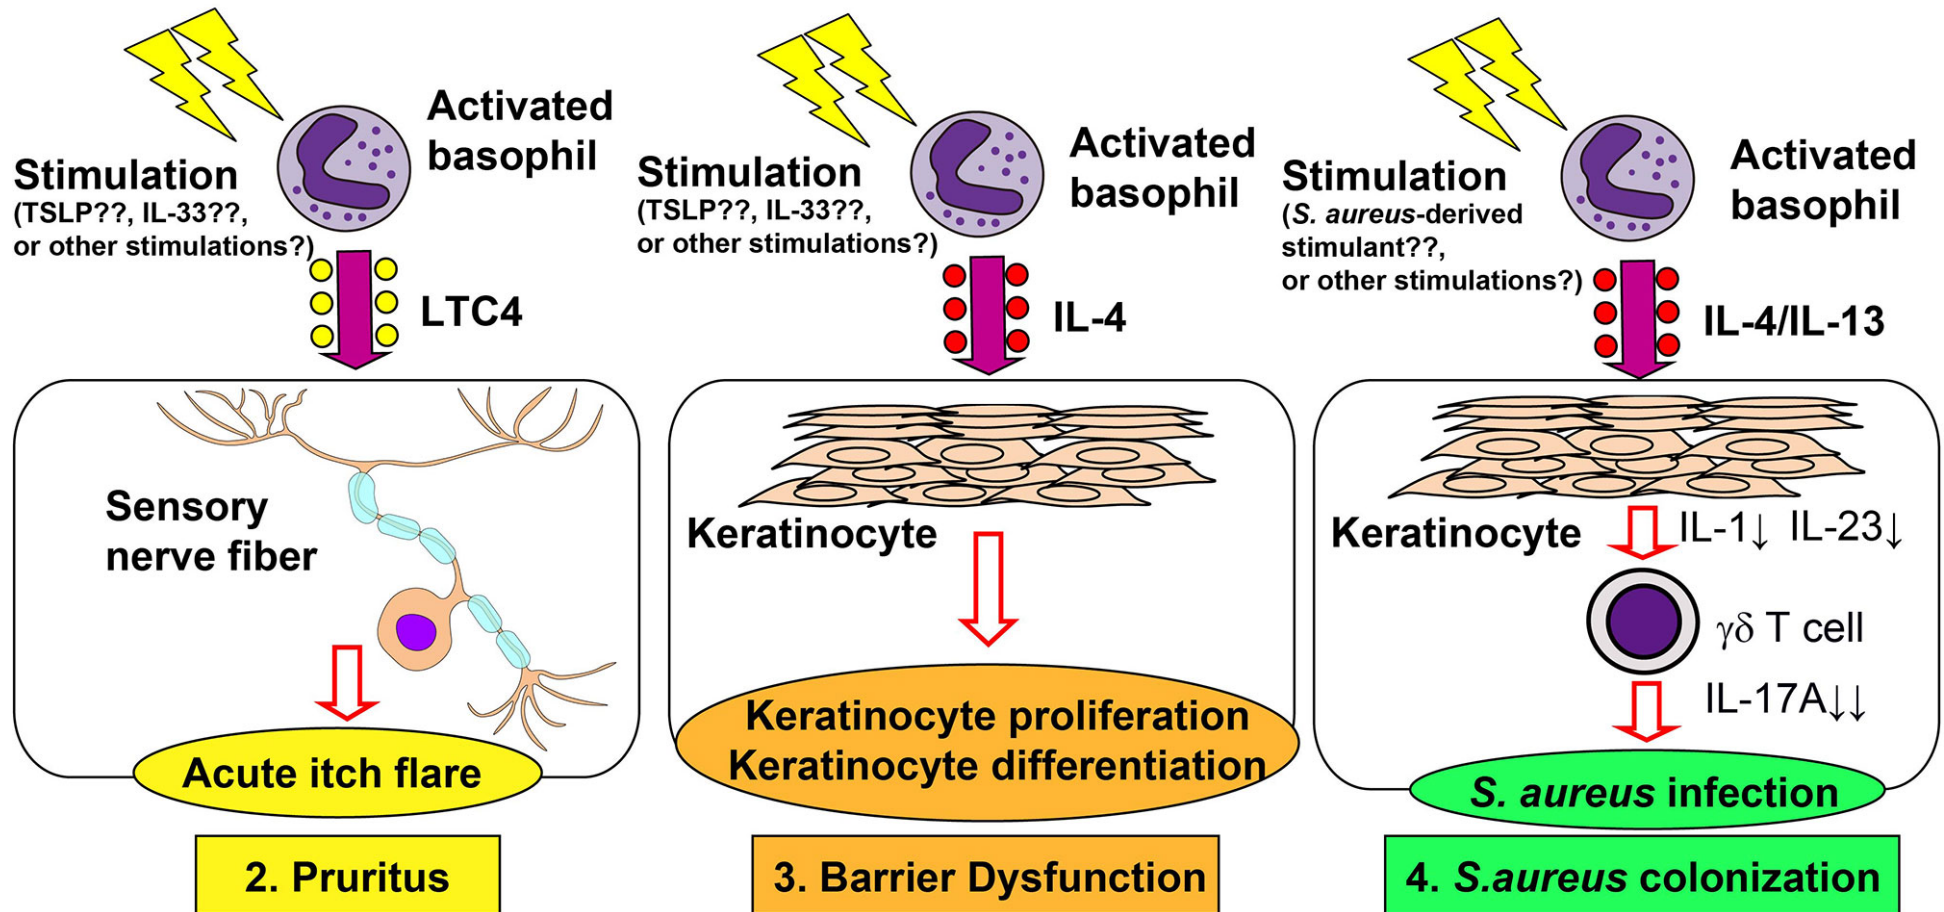 Activated
basophil
Stimulation
(TSLP??, IL-33??,
or other stimulations?)
LTC4
Sensory
nerve fiber
Acute itch flare
2. Pruritus
Activated
basophil
Stimulation
(TSLP??, IL-33??,
or other stimulations?)
IL-4
Keratinocyte
Keratinocyte proliferation
Keratinocyte differentiation
3. Barrier Dysfunction
Activated
basophil
Stimulation
(S. aureus-derived
stimulant??,
or other stimulations?)
IL-4/IL-13
Keratinocyte
IL-1↓ IL-23↓
γδ T cell
IL-17A↓↓
S. aureus infection
4. S.aureus colonization